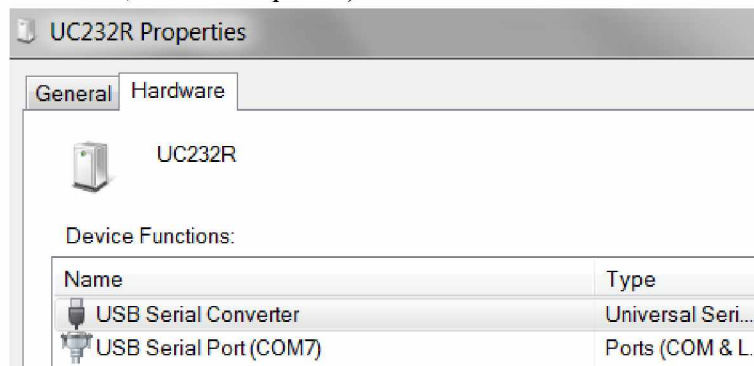 UC232R Properties
General Hardware
UC232R
Device Functions:
Name Type
USB Serial Converter Universal Seri...
USB Serial Port (COM7) Ports (COM & L..